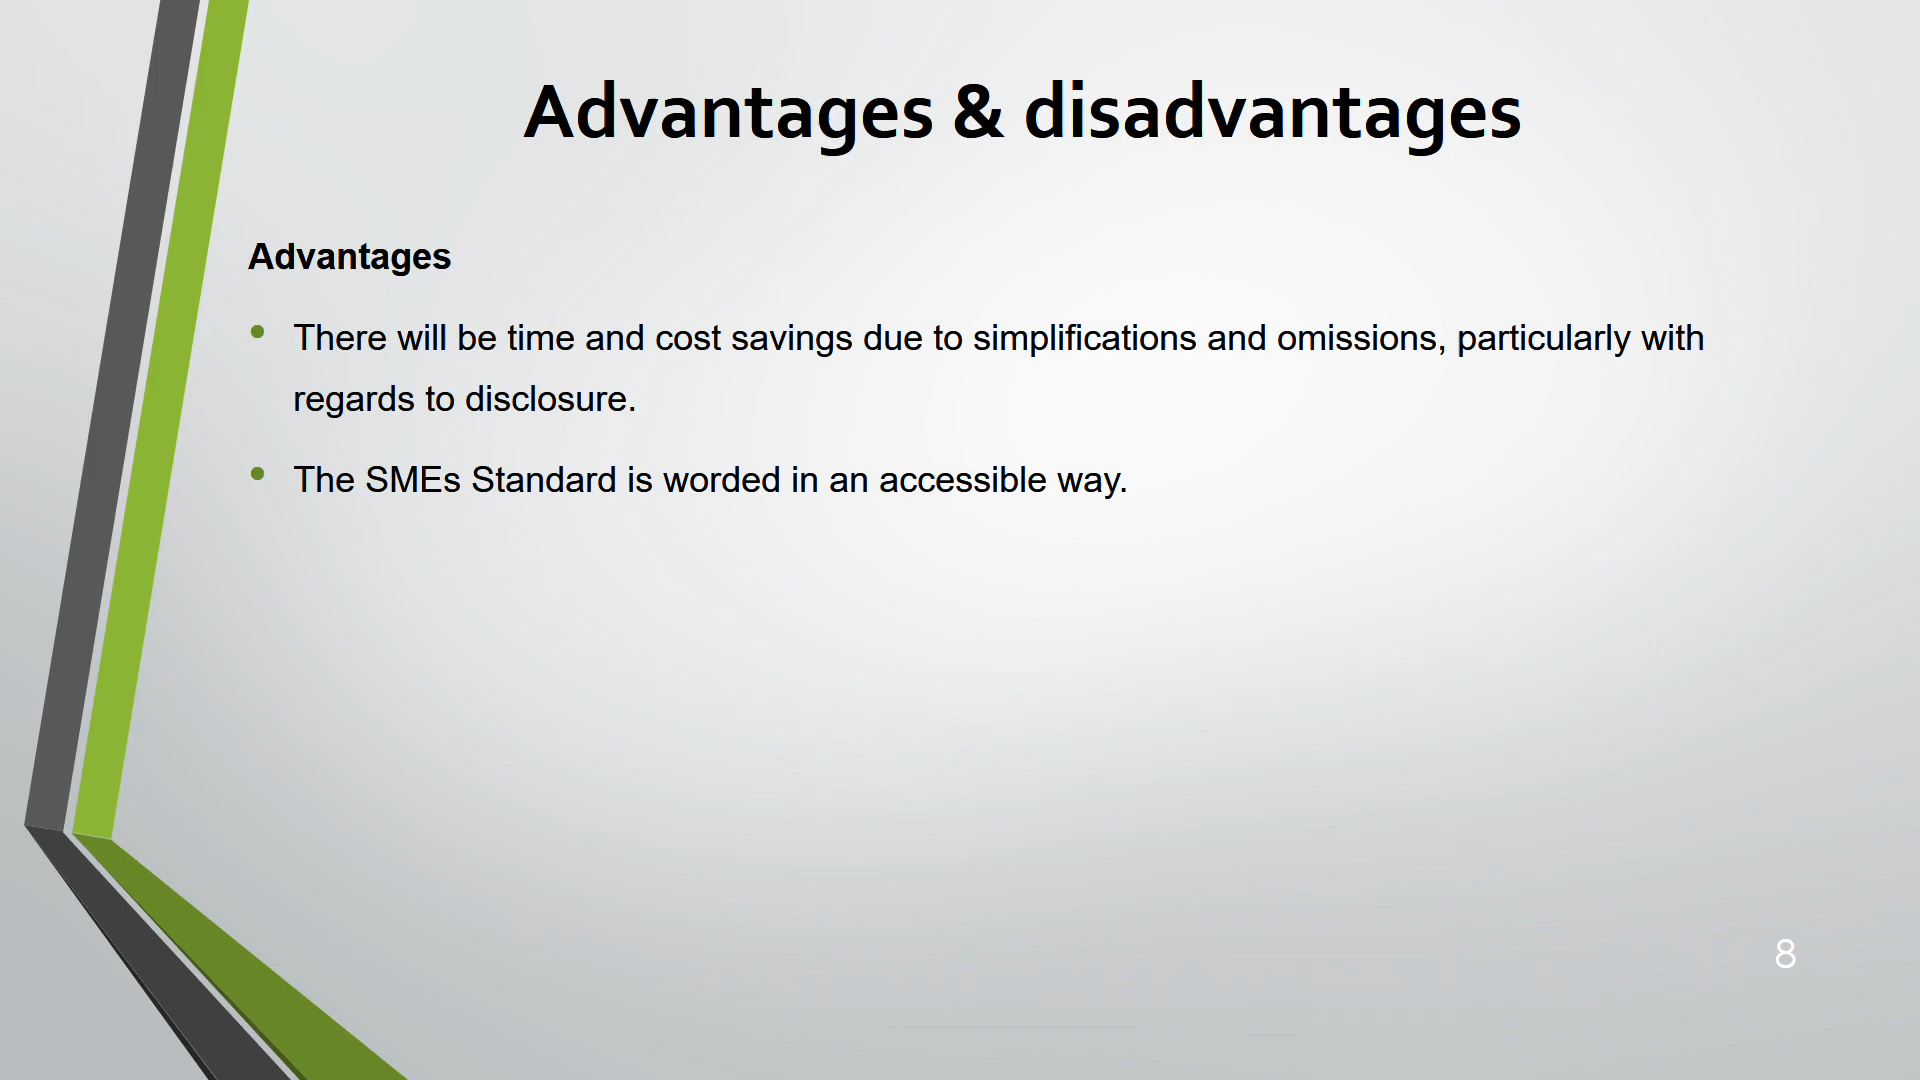 Advantages & disadvantages
Advantages
• There will be time and cost savings due to simplifications and omissions, particularly with
regards to disclosure.
• The SMEs Standard is worded in an accessible way.
8